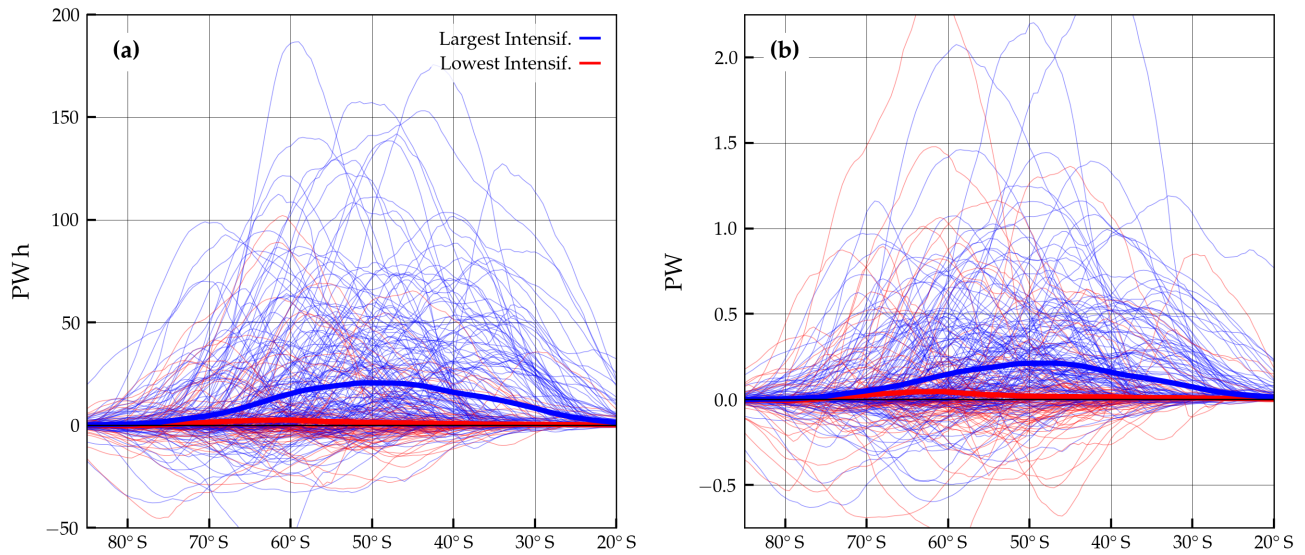 (a)
Largest Intensif.
Lowest Intensif.
200
150
100
50
0
−50
PW h
80° S 70° S 60° S 50° S 40° S 30° S 20° S
(b)
2.0
1.5
1.0
0.5
0.0
−0.5
PW
80° S 70° S 60° S 50° S 40° S 30° S 20° S